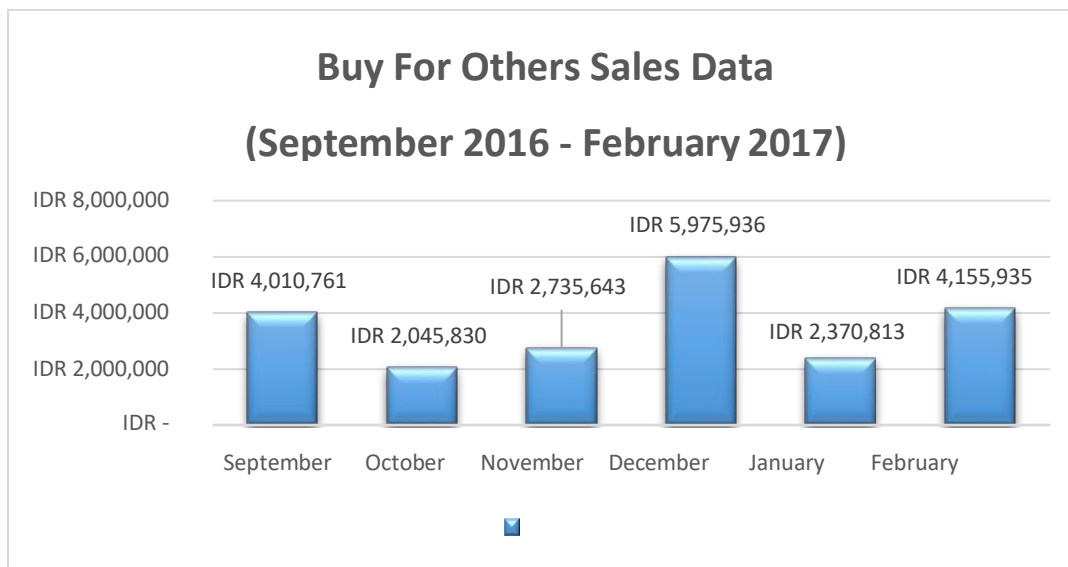 Buy For Others Sales Data
(September 2016 - February 2017)
IDR 8,000,000
IDR 6,000,000
IDR 4,000,000
IDR 2,000,000
IDR -
IDR 4,010,761
IDR 2,045,830
IDR 2,735,643
IDR 5,975,936
IDR 2,370,813
IDR 4,155,935
September October November December January February